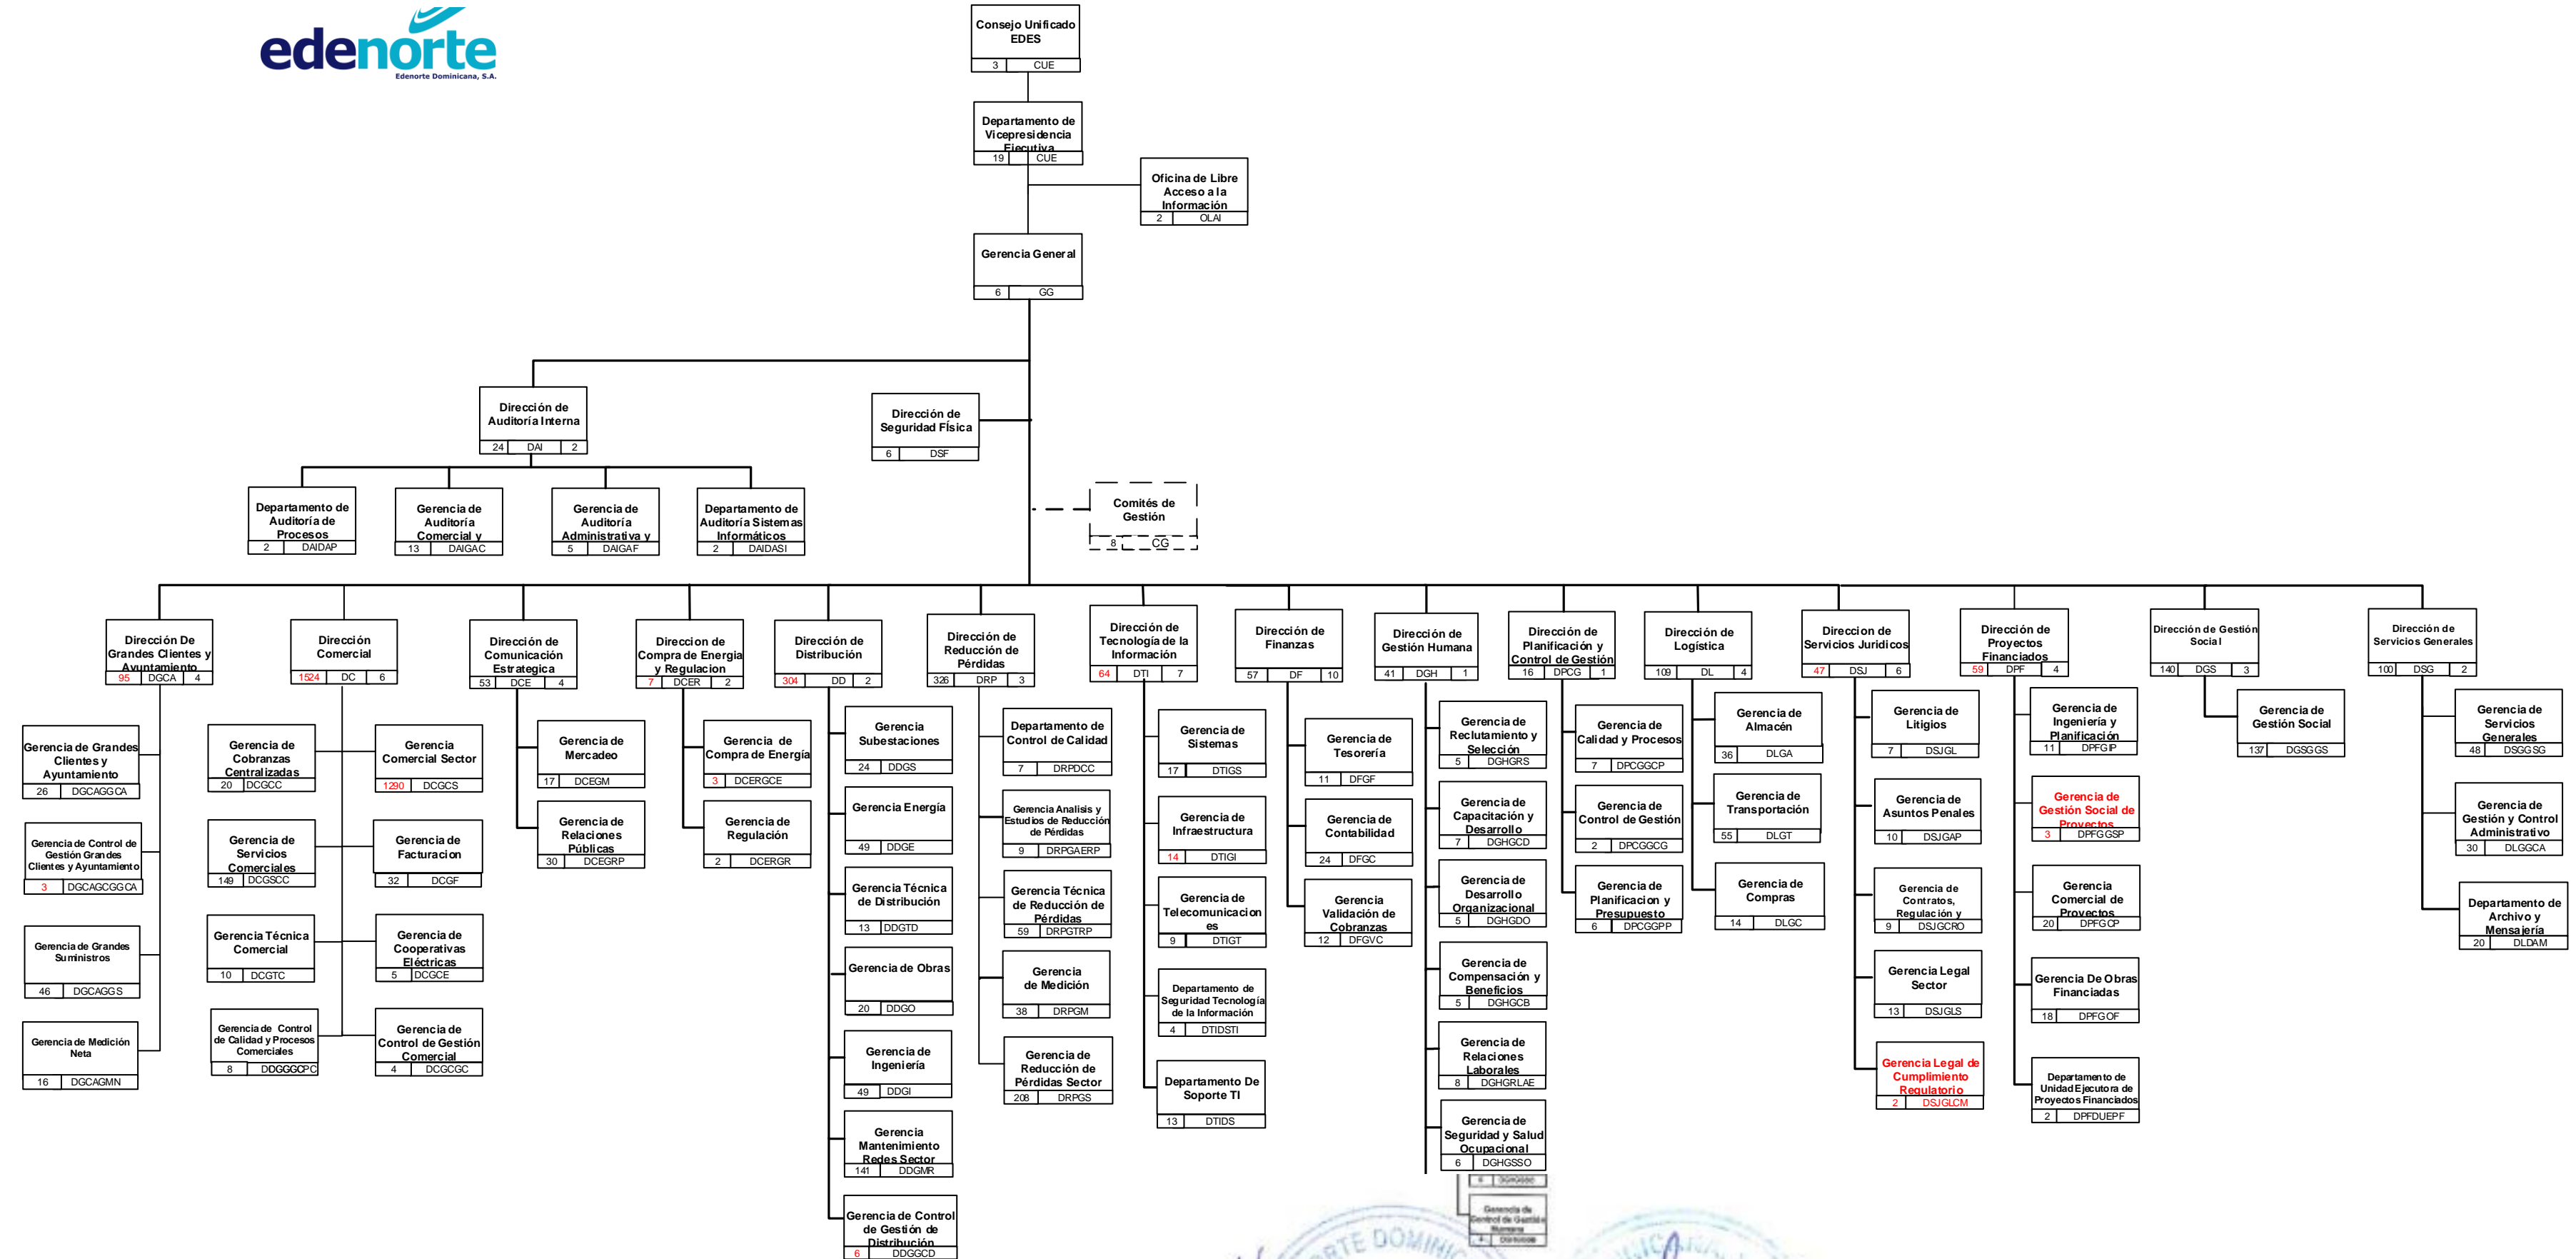 edenorte
Edenorte Dominicana, S.A.
Consejo Unificado
EDES
3 CUE
Departamento de
Vicepresidencia
Ejecutiva
19 CUE
Oficina de Libre
Acceso a la
Información
2 OLAI
Gerencia General
6 GG
Dirección de
Auditoría Interna
24 DAI 2
Dirección de
Seguridad FÍsica
6 DSF
Departamento de
Auditoría de
Procesos
2 DAIDAP
Gerencia de
Auditoría
Comercial y
13 DAIGAC
Gerencia de
Auditoría
Administrativa y
5 DAIGAF
Departamento de
Auditoría Sistemas
Informáticos
2 DAIDASI
Comités de
Gestión
8 CG
Dirección De
Grandes Clientes y
Ayuntamiento
95 DGCA 4
Gerencia de Grandes
Clientes y
Ayuntamiento
26 DGCAGGCA
Gerencia de Control de
Gestión Grandes
Clientes y Ayuntamiento
3 DGCAGCGGCA
Gerencia de Grandes
Suministros
46 DGCAGGS
Gerencia de Medición
Neta
16 DGCAGMN
Dirección
Comercial
1524 DC 6
Gerencia de
Cobranzas
Centralizadas
20 DCGCC
Gerencia
Comercial Sector
1290 DCGCS
Gerencia de
Servicios
Comerciales
149 DCGSCC
Gerencia de
Facturacion
32 DCGF
Gerencia Técnica
Comercial
10 DCGTC
Gerencia de
Cooperativas
Eléctricas
5 DCGCE
Gerencia de Control
de Calidad y Procesos
Comerciales
8
Gerencia de
Control de Gestión
Comercial
4 DCGCGC
Dirección de
Comunicación
Estrategica
53 DCE 4
Gerencia de
Mercadeo
17 DCEGM
Gerencia de
Relaciones
Públicas
30 DCEGRP
Direccion de
Compra de Energia
y Regulacion
7 DCER 2
Gerencia de
Compra de Energía
3 DCERGCE
Gerencia de
Regulación
2 DCERGR
Dirección de
Distribución
304 DD 2
Gerencia
Subestaciones
24 DDGS
Gerencia Energía
49 DDGE
Gerencia Técnica
de Distribución
13 DDGTD
Gerencia de Obras
20 DDGO
Gerencia de
Ingeniería
49 DDGI
Gerencia
Mantenimiento
Redes Sector
141 DDGMR
Gerencia de Control
de Gestión de
Distribución
6 DDGGCD
Dirección de
Reducción de
Pérdidas
326 DRP 3
Departamento de
Control de Calidad
7 DRPDCC
Gerencia Analisis y
Estudios de Reducción
de Pérdidas
9 DRPGAERP
Gerencia Técnica
de Reducción de
Pérdidas
59 DRPGTRP
Gerencia
de Medición
38 DRPGM
Gerencia de
Reducción de
Pérdidas Sector
208 DRPGS
Dirección de
Tecnología de la
Información
64 DTI 7
Gerencia de
Sistemas
17 DTIGS
Gerencia de
Infraestructura
14 DTIGI
Gerencia de
Telecomunicacion
es
9 DTIGT
Departamento de
Seguridad Tecnología
de la Información
4 DTIDSTI
Departamento De
Soporte TI
13 DTIDS
Dirección de
Finanzas
57 DF 10
Gerencia de
Tesorería
11 DFGF
Gerencia de
Contabilidad
24 DFGC
Gerencia
Validación de
Cobranzas
12 DFGVC
Dirección de
Gestión Humana
41 DGH 1
Gerencia de
Reclutamiento y
Selección
5 DGHGRS
Gerencia de
Capacitación y
Desarrollo
7 DGHGCD
Gerencia de
Desarrollo
Organizacional
5 DGHGDO
Gerencia de
Compensación y
Beneficios
5 DGHGCB
Gerencia de
Relaciones
Laborales
8 DGHGRLAE
Gerencia de
Seguridad y Salud
Ocupacional
6 DGHGSSO
Gerencia de
Control de Gestión
Humana
Dirección de
Planificación y
Control de Gestión
16 DPCG 1
Gerencia de
Calidad y Procesos
7 DPCGGCP
Gerencia de
Control de Gestión
2 DPCGGCG
Gerencia de
Planificacion y
Presupuesto
6 DPCGGPP
Dirección de
Logística
109 DL 4
Gerencia de
Almacén
36 DLGA
Gerencia de
Transportación
55 DLGT
Gerencia de
Compras
14 DLGC
Direccion de
Servicios Juridicos
47 DSJ 6
Gerencia de
Litigios
7 DSJGL
Gerencia de
Asuntos Penales
10 DSJGAP
Gerencia de
Contratos,
Regulación y
9 DSJGCRO
Gerencia Legal
Sector
13 DSJGLS
Gerencia Legal de
Cumplimiento
Regulatorio
2 DSJGLCM
Dirección de
Proyectos
Financiados
59 DPF 4
Gerencia de
Ingeniería y
Planificación
11 DPFGIP
Gerencia de
Gestión Social de
Proyectos
3 DPFGGSP
Gerencia
Comercial de
Proyectos
20 DPFGCP
Gerencia De Obras
Financiadas
18 DPFGOF
Departamento de
Unidad Ejecutora de
Proyectos Financiados
2 DPFDUEPF
Dirección de Gestión
Social
140 DGS 3
Gerencia de
Gestión Social
137 DGSGGS
Dirección de
Servicios Generales
100 DSG 2
Gerencia de
Servicios
Generales
48 DSGGSG
Gerencia de
Gestión y Control
Administrativo
30 DLGGCA
Departamento de
Archivo y
Mensajería
20 DLDAM